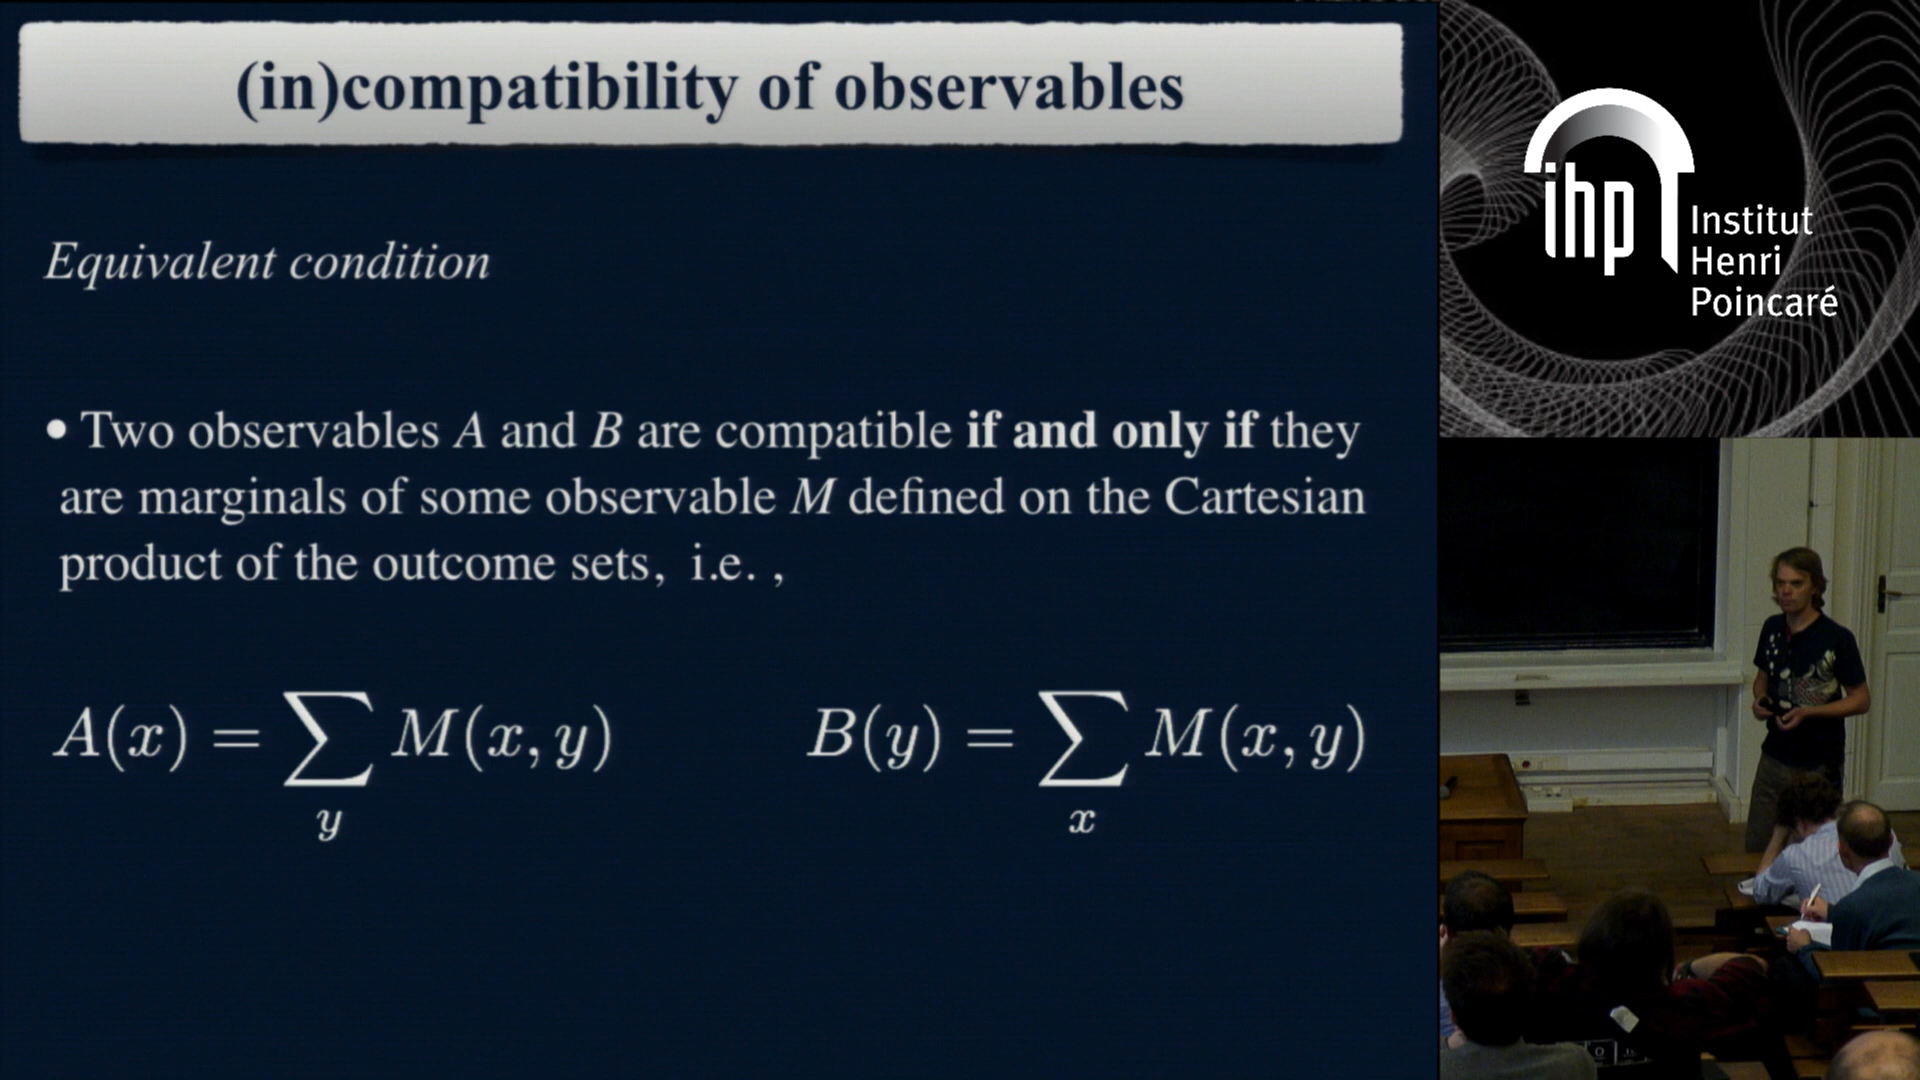 (in)compatibility of observables
Equivalent condition
• Two observables A and B are compatible if and only if they
are marginals of some observable M defined on the Cartesian
product of the outcome sets, i.e. ,
A(x) = ∑ M(x, y)
y
B(y) = ∑ M(x, y)
x
ihp
Institut
Henri
Poincaré